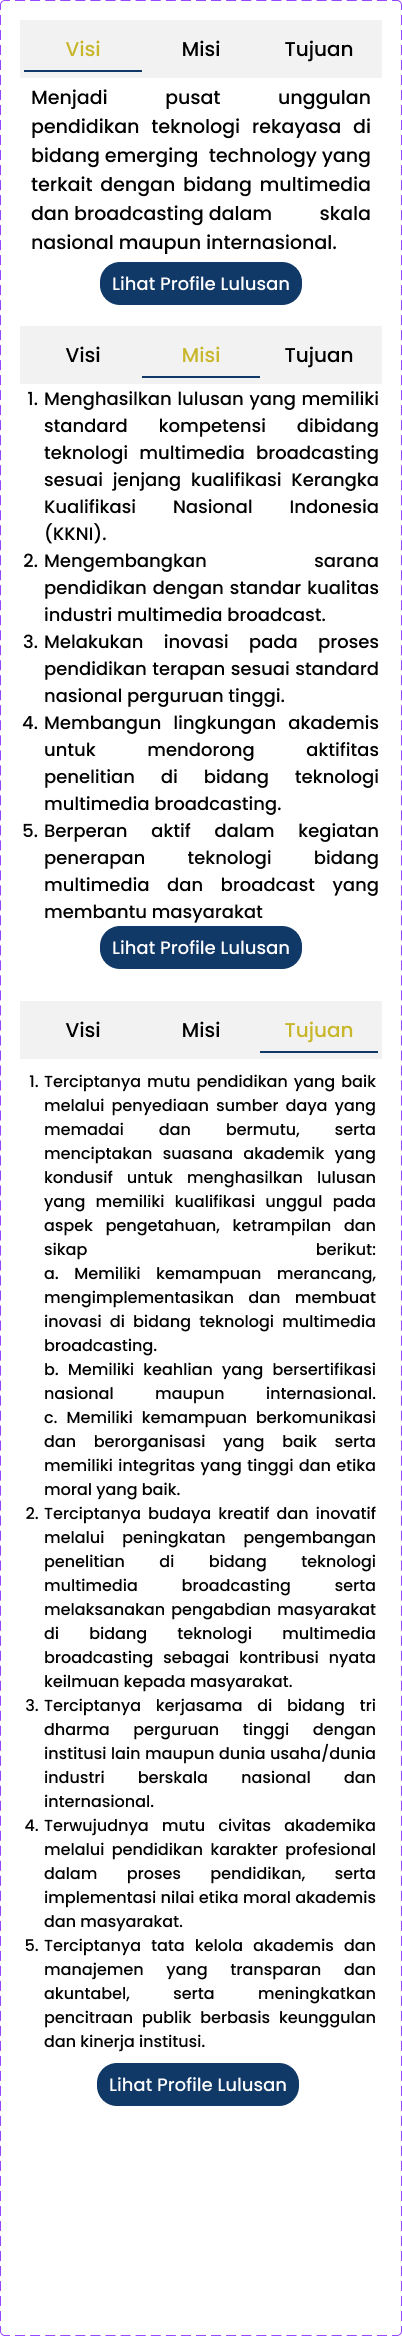 Visi Misi Tujuan
Menjadi pusat unggulan
pendidikan teknologi rekayasa di
bidang emerging technology yang
terkait dengan bidang multimedia
dan broadcasting dalam skala
nasional maupun internasional.
Lihat Profile Lulusan
Visi Misi Tujuan
1. Menghasilkan lulusan yang memiliki
standard kompetensi dibidang
teknologi multimedia broadcasting
sesuai jenjang kualifikasi Kerangka
Kualifikasi Nasional Indonesia
(KKNI).
2. Mengembangkan sarana
pendidikan dengan standar kualitas
industri multimedia broadcast.
3. Melakukan inovasi pada proses
pendidikan terapan sesuai standard
nasional perguruan tinggi.
4. Membangun lingkungan akademis
untuk mendorong aktifitas
penelitian di bidang teknologi
multimedia broadcasting.
5. Berperan aktif dalam kegiatan
penerapan teknologi bidang
multimedia dan broadcast yang
membantu masyarakat
Lihat Profile Lulusan
Visi Misi Tujuan
1. Terciptanya mutu pendidikan yang baik
melalui penyediaan sumber daya yang
memadai dan bermutu, serta
menciptakan suasana akademik yang
kondusif untuk menghasilkan lulusan
yang memiliki kualifikasi unggul pada
aspek pengetahuan, ketrampilan dan
sikap berikut:
a. Memiliki kemampuan merancang,
mengimplementasikan dan membuat
inovasi di bidang teknologi multimedia
broadcasting.
b. Memiliki keahlian yang bersertifikasi
nasional maupun internasional.
c. Memiliki kemampuan berkomunikasi
dan berorganisasi yang baik serta
memiliki integritas yang tinggi dan etika
moral yang baik.
2. Terciptanya budaya kreatif dan inovatif
melalui peningkatan pengembangan
penelitian di bidang teknologi
multimedia broadcasting serta
melaksanakan pengabdian masyarakat
di bidang teknologi multimedia
broadcasting sebagai kontribusi nyata
keilmuan kepada masyarakat.
3. Terciptanya kerjasama di bidang tri
dharma perguruan tinggi dengan
institusi lain maupun dunia usaha/dunia
industri berskala nasional dan
internasional.
4. Terwujudnya mutu civitas akademika
melalui pendidikan karakter profesional
dalam proses pendidikan, serta
implementasi nilai etika moral akademis
dan masyarakat.
5. Terciptanya tata kelola akademis dan
manajemen yang transparan dan
akuntabel, serta meningkatkan
pencitraan publik berbasis keunggulan
dan kinerja institusi.
Lihat Profile Lulusan